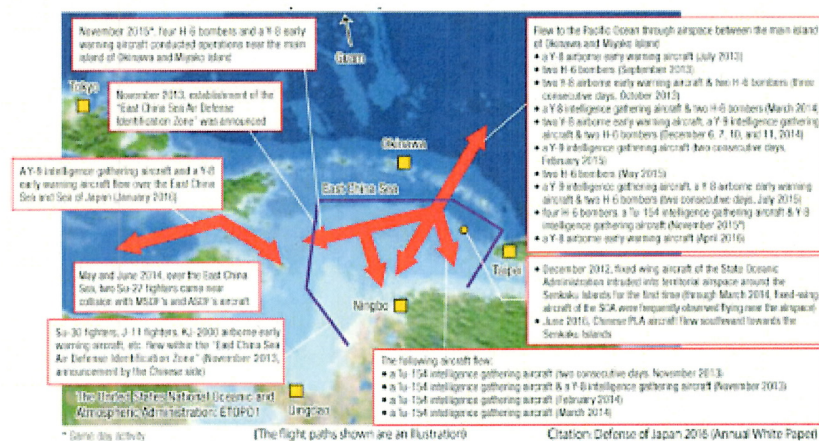 November 2015*, four H-6 bombers and a Y-8 early
warning aircraft conducted operations near the main
island of Okinawa and Miyako Island
Guam
Flew to the Pacific Ocean through airspace between the main island
of Okinawa and Miyako Island
• a Y-8 airborne early warning aircraft (July 2013)
• two H-6 bombers (September 2013)
• two Y-8 airborne early warning aircraft & two H-6 bombers (three
consecutive days, October 2013)
• a Y-8 intelligence gathering aircraft & two H-6 bombers (March 2014)
• two Y-8 airborne early warning aircraft, a Y-9 intelligence gathering
aircraft & two H-6 bombers (December 6, 7, 10, and 11, 2014)
• a Y-9 intelligence gathering aircraft (two consecutive days,
February 2015)
• two H-6 bombers (May 2015)
• a Y-9 intelligence gathering aircraft, a Y-8 airborne early warning
aircraft & two H-6 bombers (two consecutive days, July 2015)
• four H-6 bombers, a Tu-154 intelligence gathering aircraft & Y-8
intelligence gathering aircraft (November 2015*)
• a Y-8 airborne early warning aircraft (April 2016)
Tokyo
November 2013, establishment of the
"East China Sea Air Defense
Identification Zone" was announced
Okinawa
A Y-9 intelligence gathering aircraft and a Y-8
early warning aircraft flew over the East China
Sea and Sea of Japan (January 2016)
East China Sea
Taipei
May and June 2014, over the East China
Sea, two Su-27 fighters came near
collision with MSDF's and ASDF's aircraft
Ningbo
• December 2012, fixed wing aircraft of the State Oceanic
Administration intruded into territorial airspace around the
Senkaku Islands for the first time (through March 2014, fixed-wing
aircraft of the SOA were frequently observed flying near the airspace)
• June 2016, Chinese PLA aircraft flew southward towards the
Senkaku Islands
Su-30 fighters, J-11 fighters, KJ-2000 airborne early
warning aircraft, etc. flew within the "East China Sea
Air Defense Identification Zone" (November 2013,
announcement by the Chinese side)
The following aircraft flew:
• a Tu-154 intelligence gathering aircraft (two consecutive days, November 2013)
• a Tu-154 intelligence gathering aircraft & a Y-8 intelligence gathering aircraft (November 2013)
• a Tu-154 intelligence gathering aircraft (February 2014)
• a Tu-154 intelligence gathering aircraft (March 2014)
The United States National Oceanic and
Atmospheric Administration: ETOPO1
Qingdao
* Same day activity
(The flight paths shown are an illustration)
Citation: Defense of Japan 2016 (Annual White Paper)